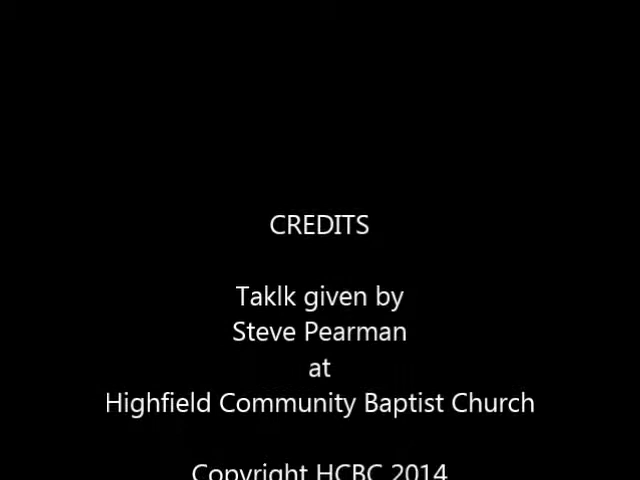 CREDITS
Taklk given by
Steve Pearman
at
Highfield Community Baptist Church
Copyright HCBC 2014